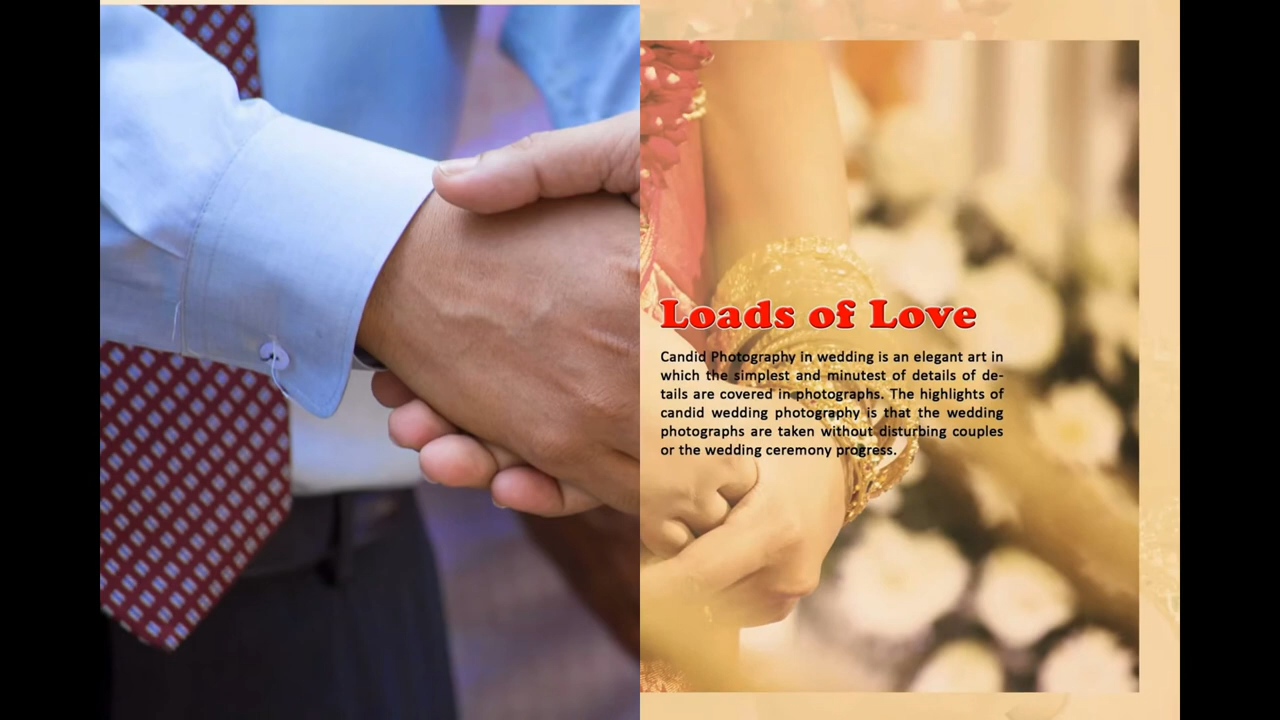 Loads of Love
Candid Photography in wedding is an elegant art in
which the simplest and minutest of details of de-
tails are covered in photographs. The highlights of
candid wedding photography is that the wedding
photographs are taken without disturbing couples
or the wedding ceremony progress.